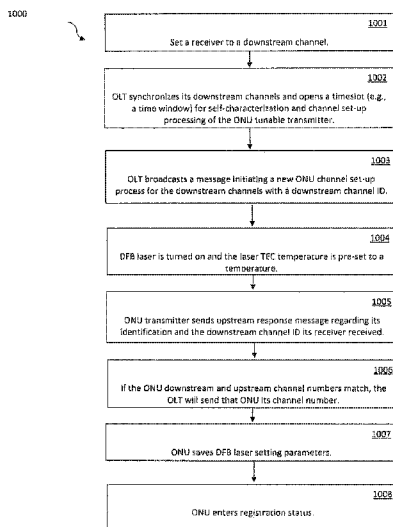 1000
1001
Set a receiver to a downstream channel.
1002
OLT synchronizes its downstream channels and opens a timeslot (e.g.,
a time window) for self-characterization and channel set-up
processing of the ONU tunable transmitter.
1003
OLT broadcasts a message initiating a new ONU channel set-up
process for the downstream channels with a downstream channel ID.
1004
DFB laser is turned on and the laser TEC temperature is pre-set to a
temperature.
1005
ONU transmitter sends upstream response message regarding its
identification and the downstream channel ID its receiver received.
1006
If the ONU downstream and upstream channel numbers match, the
OLT will send that ONU its channel number.
1007
ONU saves DFB laser setting parameters.
1008
ONU enters registration status.